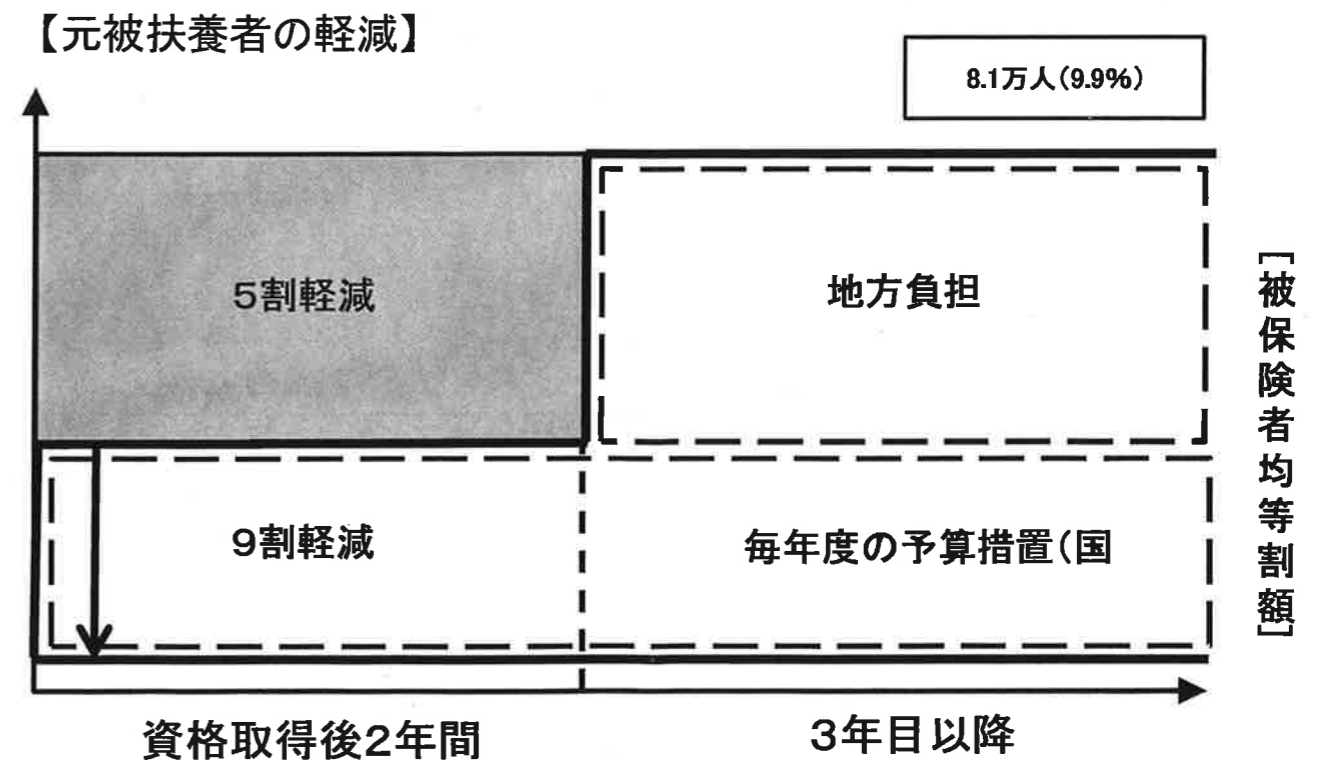 【元被扶養者の軽減】
8.1万人(9.9%)
5割軽減
地方負担
[被保険者均等割額]
9割軽減
毎年度の予算措置(国
資格取得後2年間
3年目以降